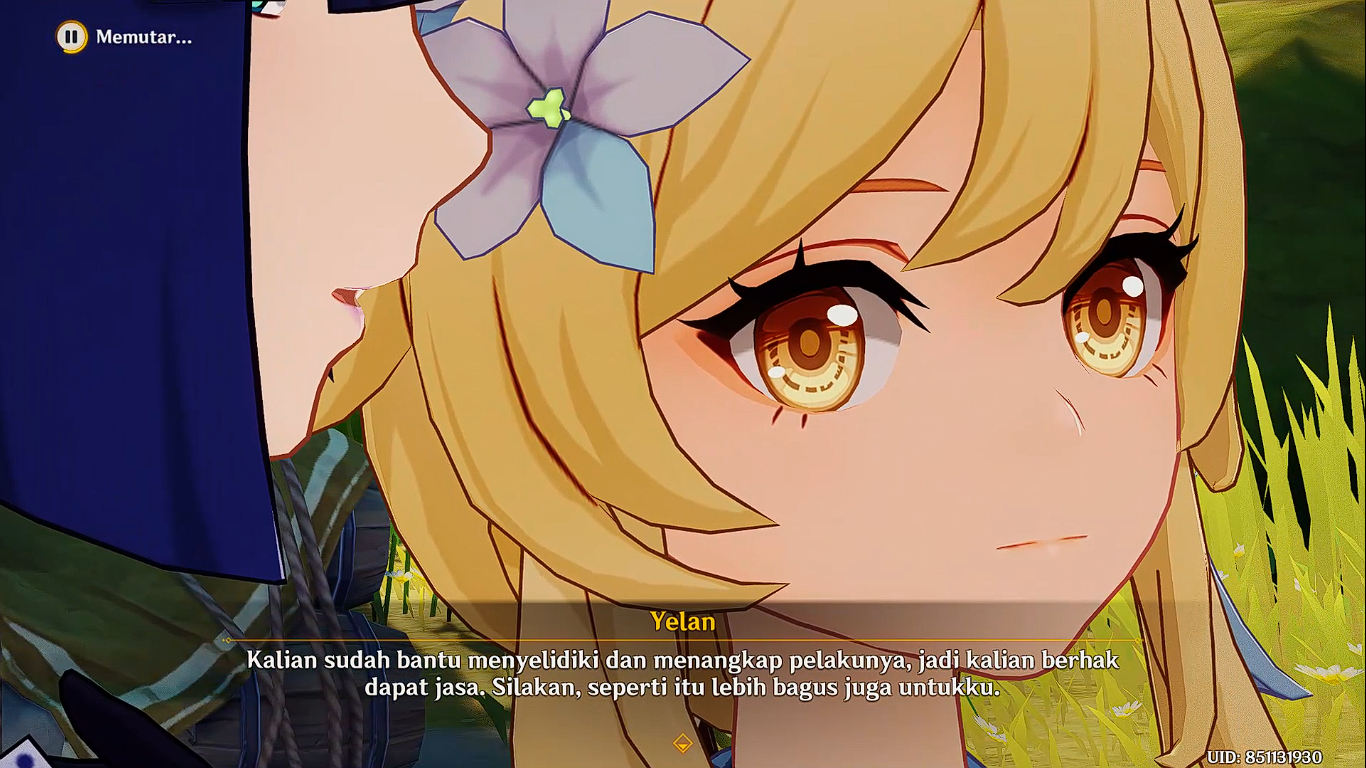 Memutar...
Yelan
Kalian sudah bantu menyelidiki dan menangkap pelakunya, jadi kalian berhak
dapat jasa. Silakan, seperti itu lebih bagus juga untukku.
UID: 851131930